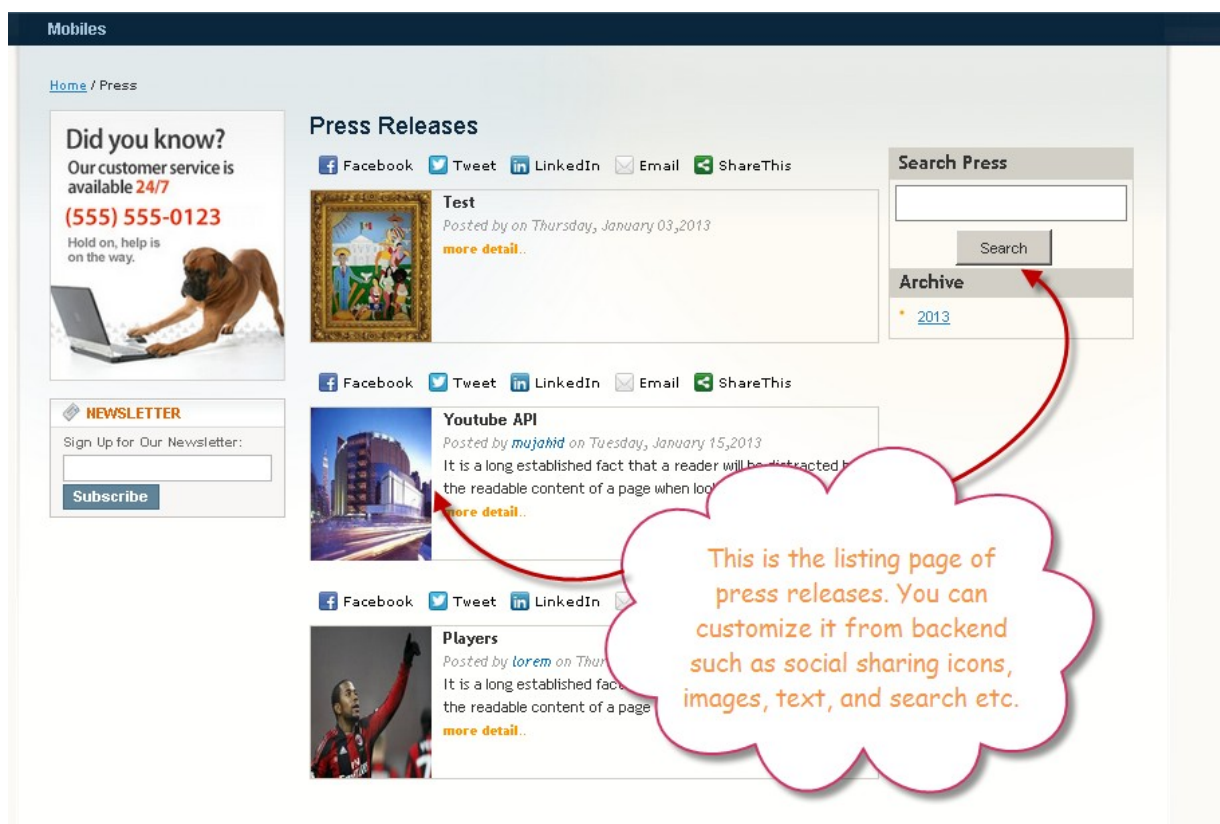 Mobiles
Home / Press
Did you know?
Our customer service is
available 24/7
(555) 555-0123
Hold on, help is
on the way.
NEWSLETTER
Sign Up for Our Newsletter:
Subscribe
Press Releases
Facebook Tweet LinkedIn Email ShareThis
Test
Posted by on Thursday, January 03,2013
more detail..
Facebook Tweet LinkedIn Email ShareThis
Youtube API
Posted by mujahid on Tuesday, January 15,2013
It is a long established fact that a reader will be distracted
the readable content of a page when
more detail..
Facebook Tweet LinkedIn
Players
Posted by lorem on
It is a long established
the readable content of a page
more detail..
Search Press
Search
Archive
2013
This is the listing page of
press releases. You can
customize it from backend
such as social sharing icons,
images, text, and search etc.